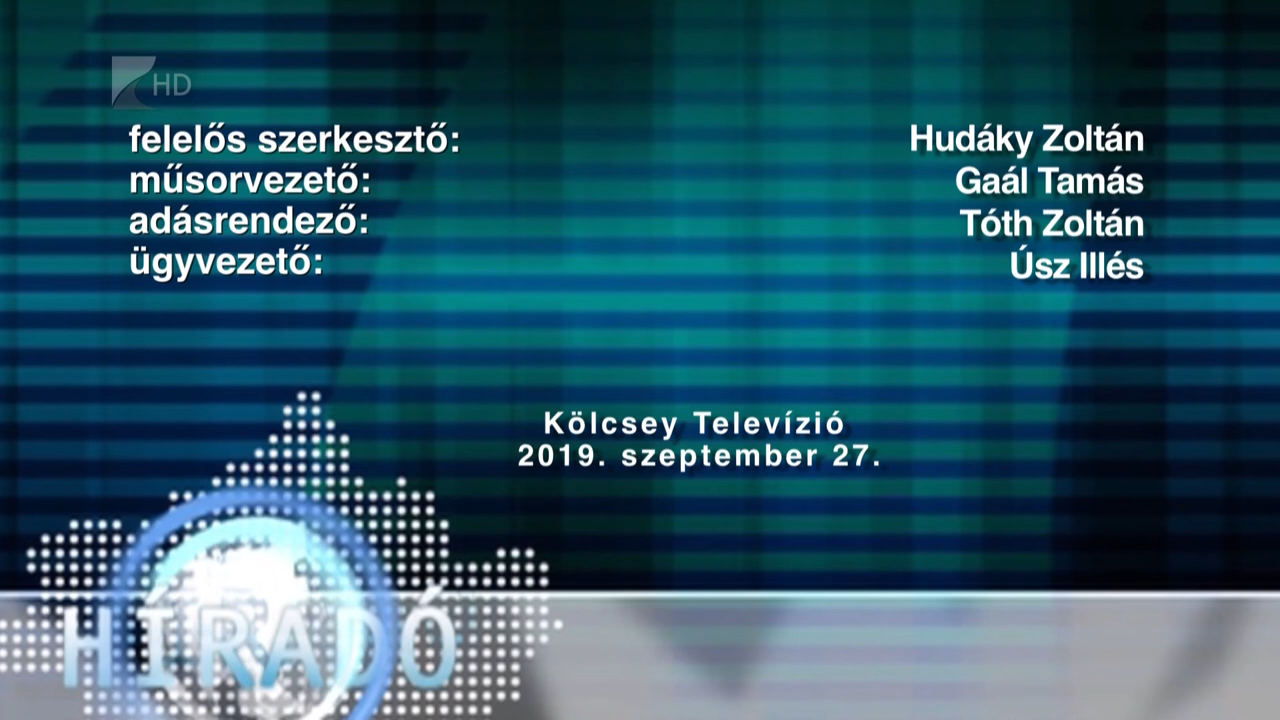 HD
felelős szerkesztő: Hudáky Zoltán
műsorvezető: Gaál Tamás
adásrendező: Tóth Zoltán
ügyvezető: Úsz Illés
Kölcsey Televízió
2019. szeptember 27.
HÍRADÓ